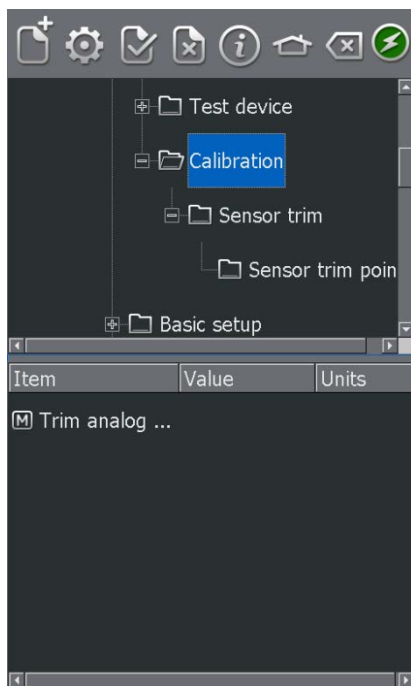 Test device
Calibration
Sensor trim
Sensor trim poin
Basic setup
Item Value Units
M Trim analog ...